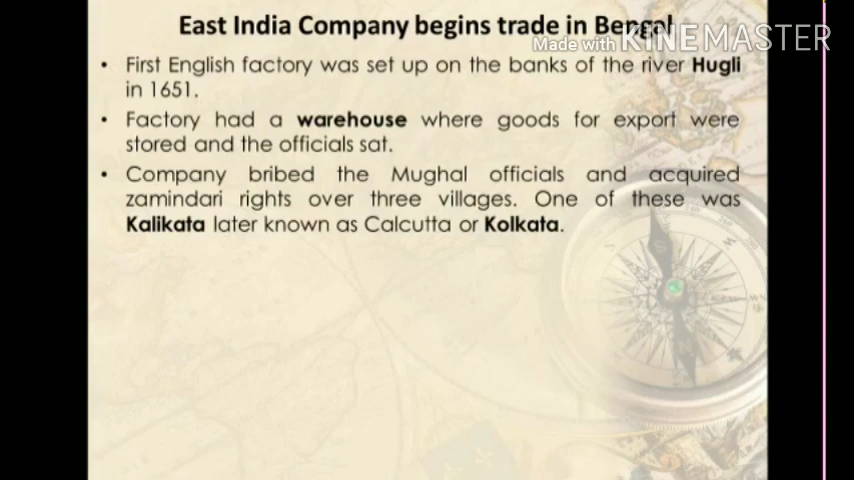 East India Company begins trade in Bengal
Made with KINEMASTER
• First English factory was set up on the banks of the river Hugli
in 1651.
• Factory had a warehouse where goods for export were
stored and the officials sat.
• Company bribed the Mughal officials and acquired
zamindari rights over three villages. One of these was
Kalikata later known as Calcutta or Kolkata.